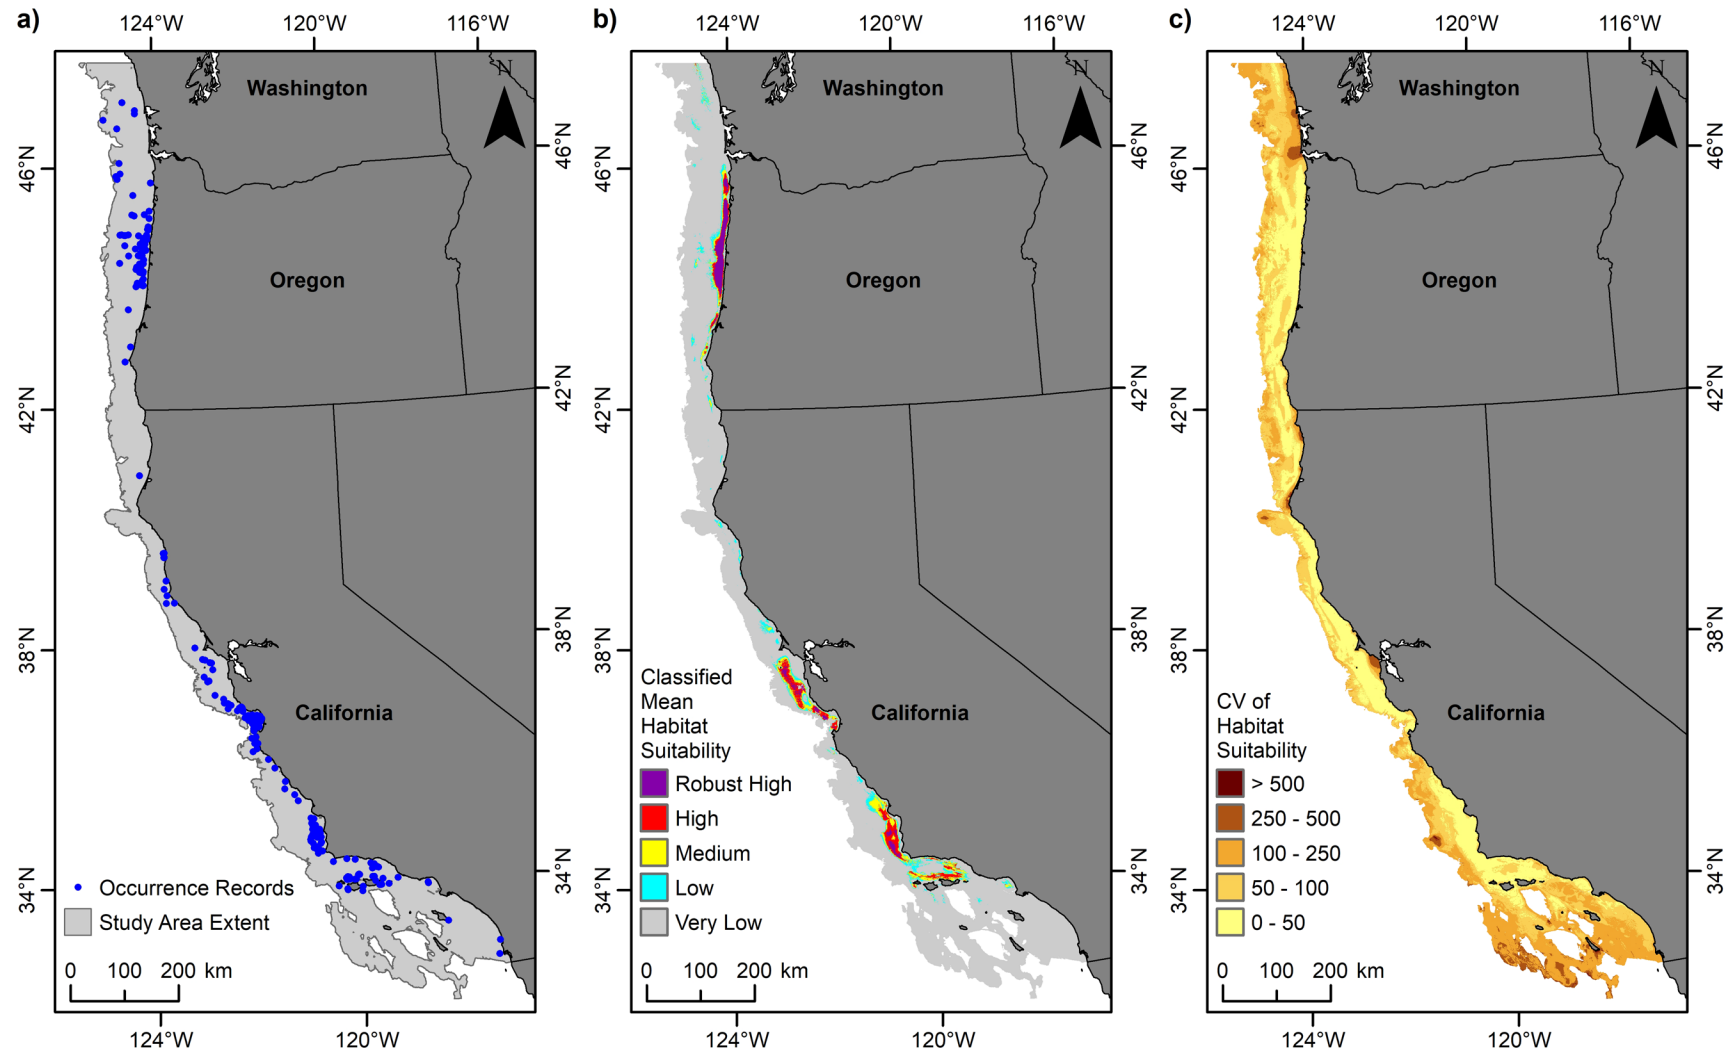 a)
124°W
120°W
116°W
N
Washington
Oregon
California
46°N
42°N
38°N
34°N
46°N
42°N
38°N
34°N
Occurrence Records
Study Area Extent
0
100
200 km
124°W
120°W
b)
124°W
120°W
116°W
N
Washington
Oregon
California
46°N
42°N
38°N
34°N
46°N
42°N
38°N
34°N
Classified
Mean
Habitat
Suitability
Robust High
High
Medium
Low
Very Low
0
100
200 km
124°W
120°W
c)
124°W
120°W
116°W
N
Washington
Oregon
California
46°N
42°N
38°N
34°N
46°N
42°N
38°N
34°N
CV of
Habitat
Suitability
> 500
250 - 500
100 - 250
50 - 100
0 - 50
0
100
200 km
124°W
120°W